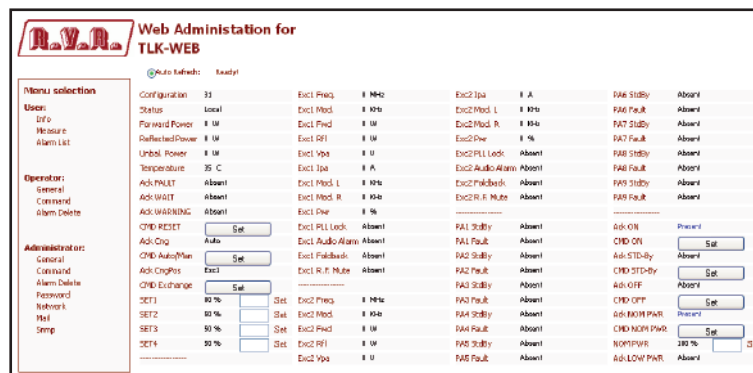 R.V.R.
Web Administation for
TLK-WEB
Auto Refresh: Ready!
Menu selection
User:
Info
Measure
Alarm List
Operator:
General
Command
Alarm Delete
Administrator:
General
Command
Alarm Delete
Password
Network
Mail
Snmp
Configuration 31
Status Local
Forward Power W
Reflected Power W
Unbal. Power W
Temperature 35 C
Ack FAULT Absent
Ack WAIT Absent
Ack WARNING Absent
CMD RESET Set
Ack Cng Auto
CMD Auto/Man Set
Ack CngPos Exc1
CMD Exchange Set
SET1 % Set
SET2 50 % Set
SET3 50 % Set
SET4 50 % Set
---------------
Exc1 Freq. MHz
Exc1 Mod. KHz
Exc1 Fwd W
Exc1 Rfl W
Exc1 Vpa V
Exc1 Ipa A
Exc1 Mod. L KHz
Exc1 Mod. R KHz
Exc1 Pwr %
Exc1 PLL Lock Absent
Exc1 Audio Alarm Absent
Exc1 Foldback Absent
Exc1 R.F. Mute Absent
---------------
Exc2 Freq. MHz
Exc2 Mod. KHz
Exc2 Fwd W
Exc2 Rfl W
Exc2 Vpa V
Exc2 Ipa A
Exc2 Mod. L KHz
Exc2 Mod. R KHz
Exc2 Pwr %
Exc2 PLL Lock Absent
Exc2 Audio Alarm Absent
Exc2 Foldback Absent
Exc2 R.F. Mute Absent
---------------
PA1 StdBy Absent
PA1 Fault Absent
PA2 StdBy Absent
PA2 Fault Absent
PA3 StdBy Absent
PA3 Fault Absent
PA4 StdBy Absent
PA4 Fault Absent
PA5 StdBy Absent
PA5 Fault Absent
PA6 StdBy Absent
PA6 Fault Absent
PA7 StdBy Absent
PA7 Fault Absent
PA8 StdBy Absent
PA8 Fault Absent
PA9 StdBy Absent
PA9 Fault Absent
---------------
Ack ON Present
CMD ON Set
Ack STD-By Absent
CMD STD-By Set
Ack OFF Absent
CMD OFF Set
Ack NOM PWR Present
CMD NOM PWR Set
NOM PWR 100 % S
Ack LOW PWR Absent